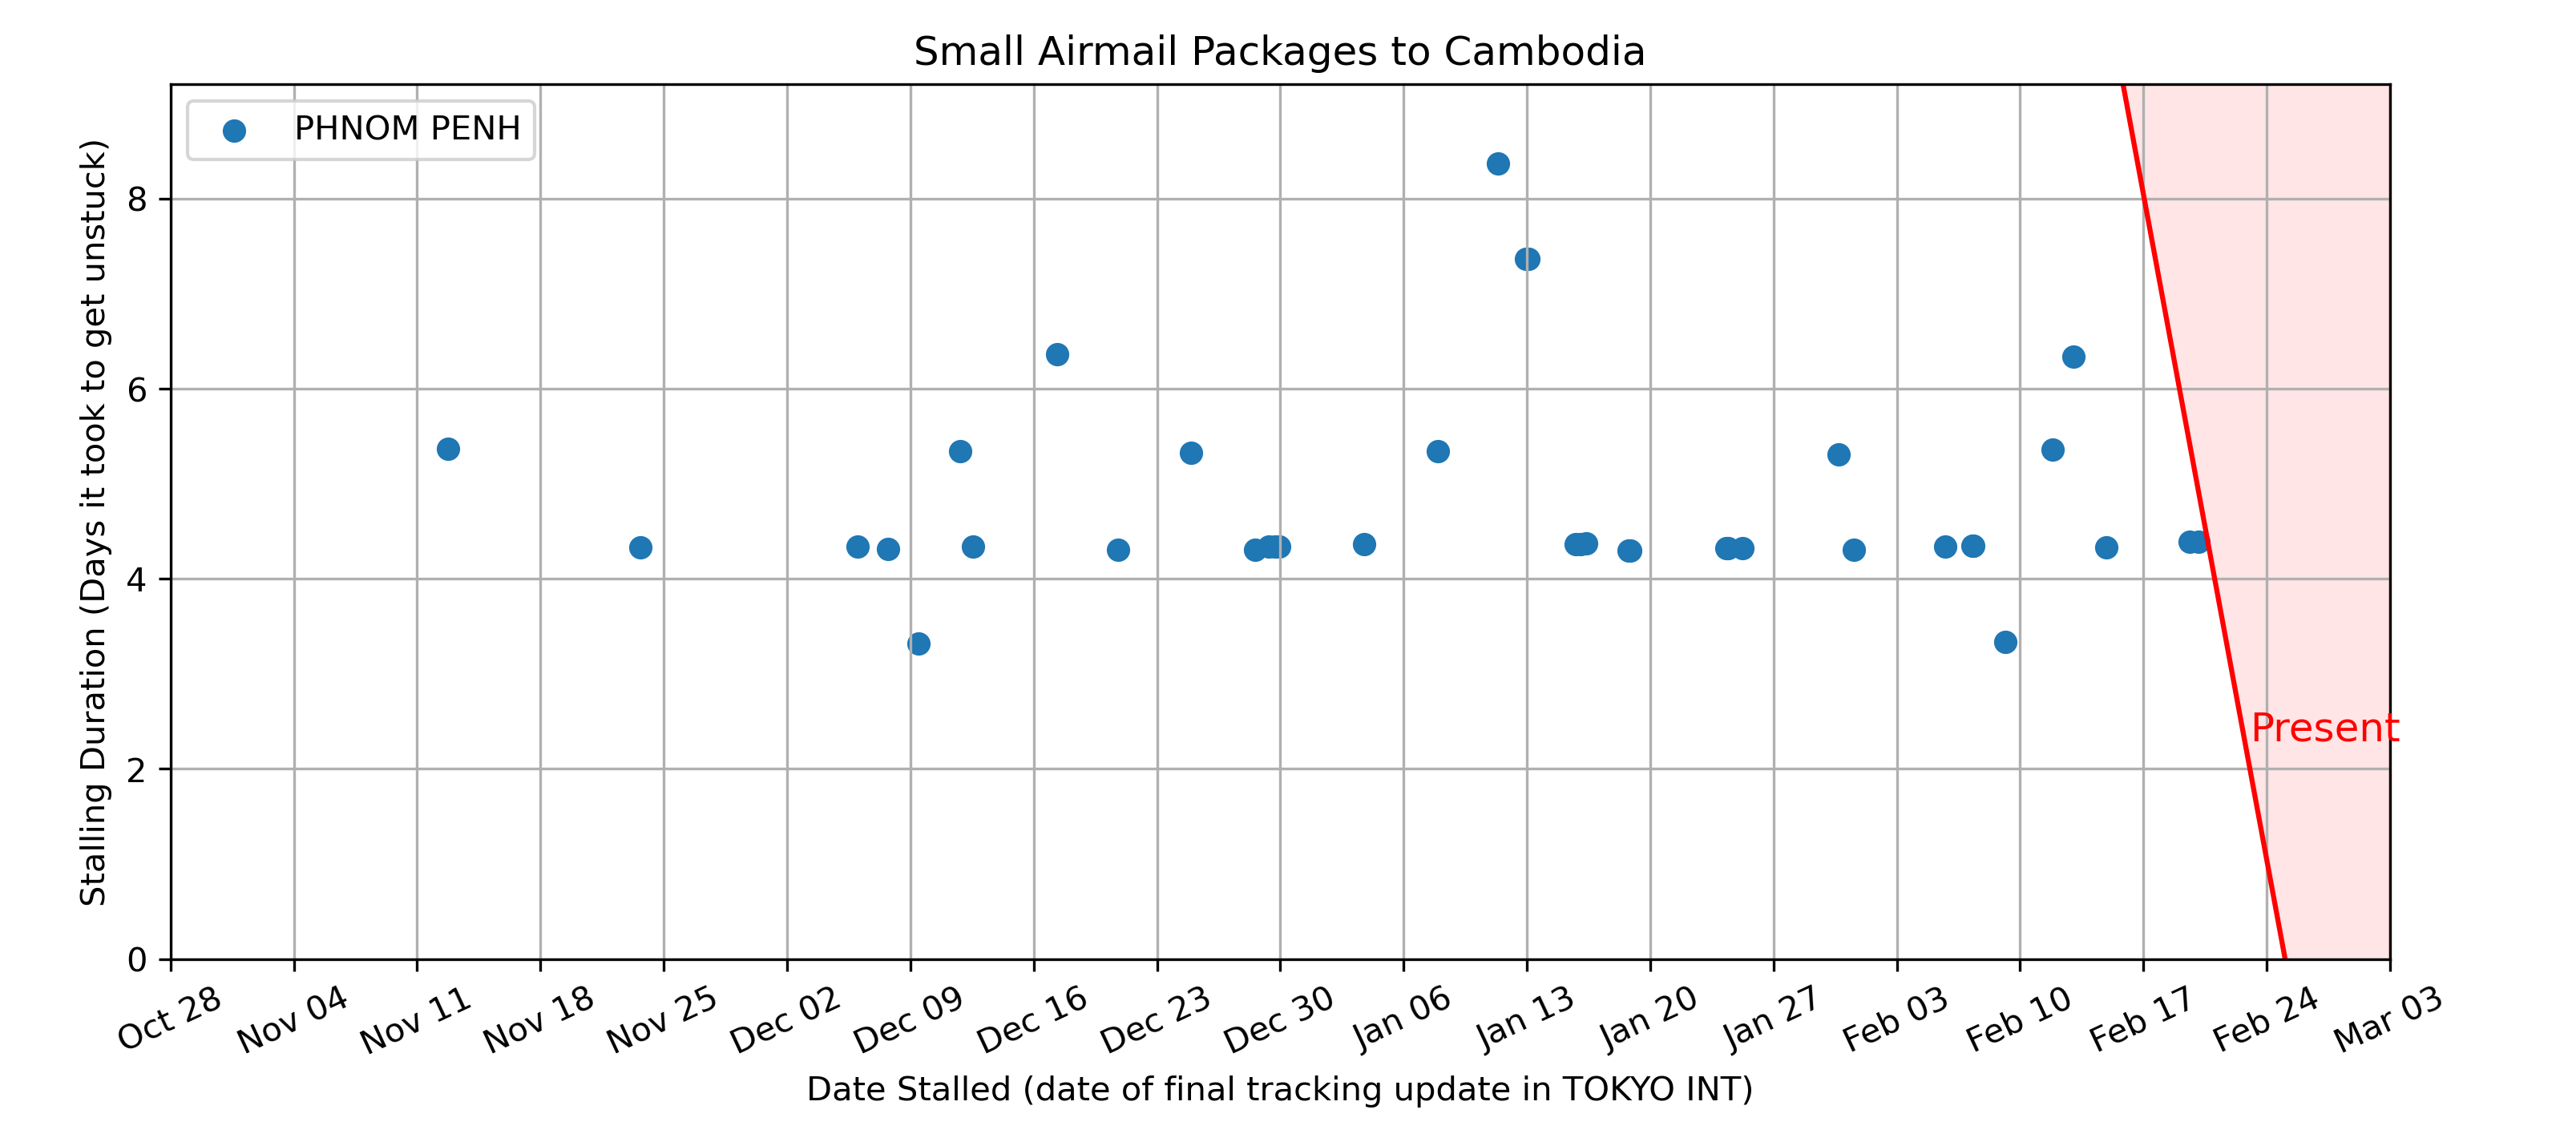 Small Airmail Packages to Cambodia
PHNOM PENH
Stalling Duration (Days it took to get unstuck)
8
6
4
2
0
Present
Oct 28
Nov 04
Nov 11
Nov 18
Nov 25
Dec 02
Dec 09
Dec 16
Dec 23
Dec 30
Jan 06
Jan 13
Jan 20
Jan 27
Feb 03
Feb 10
Feb 17
Feb 24
Mar 03
Date Stalled (date of final tracking update in TOKYO INT)